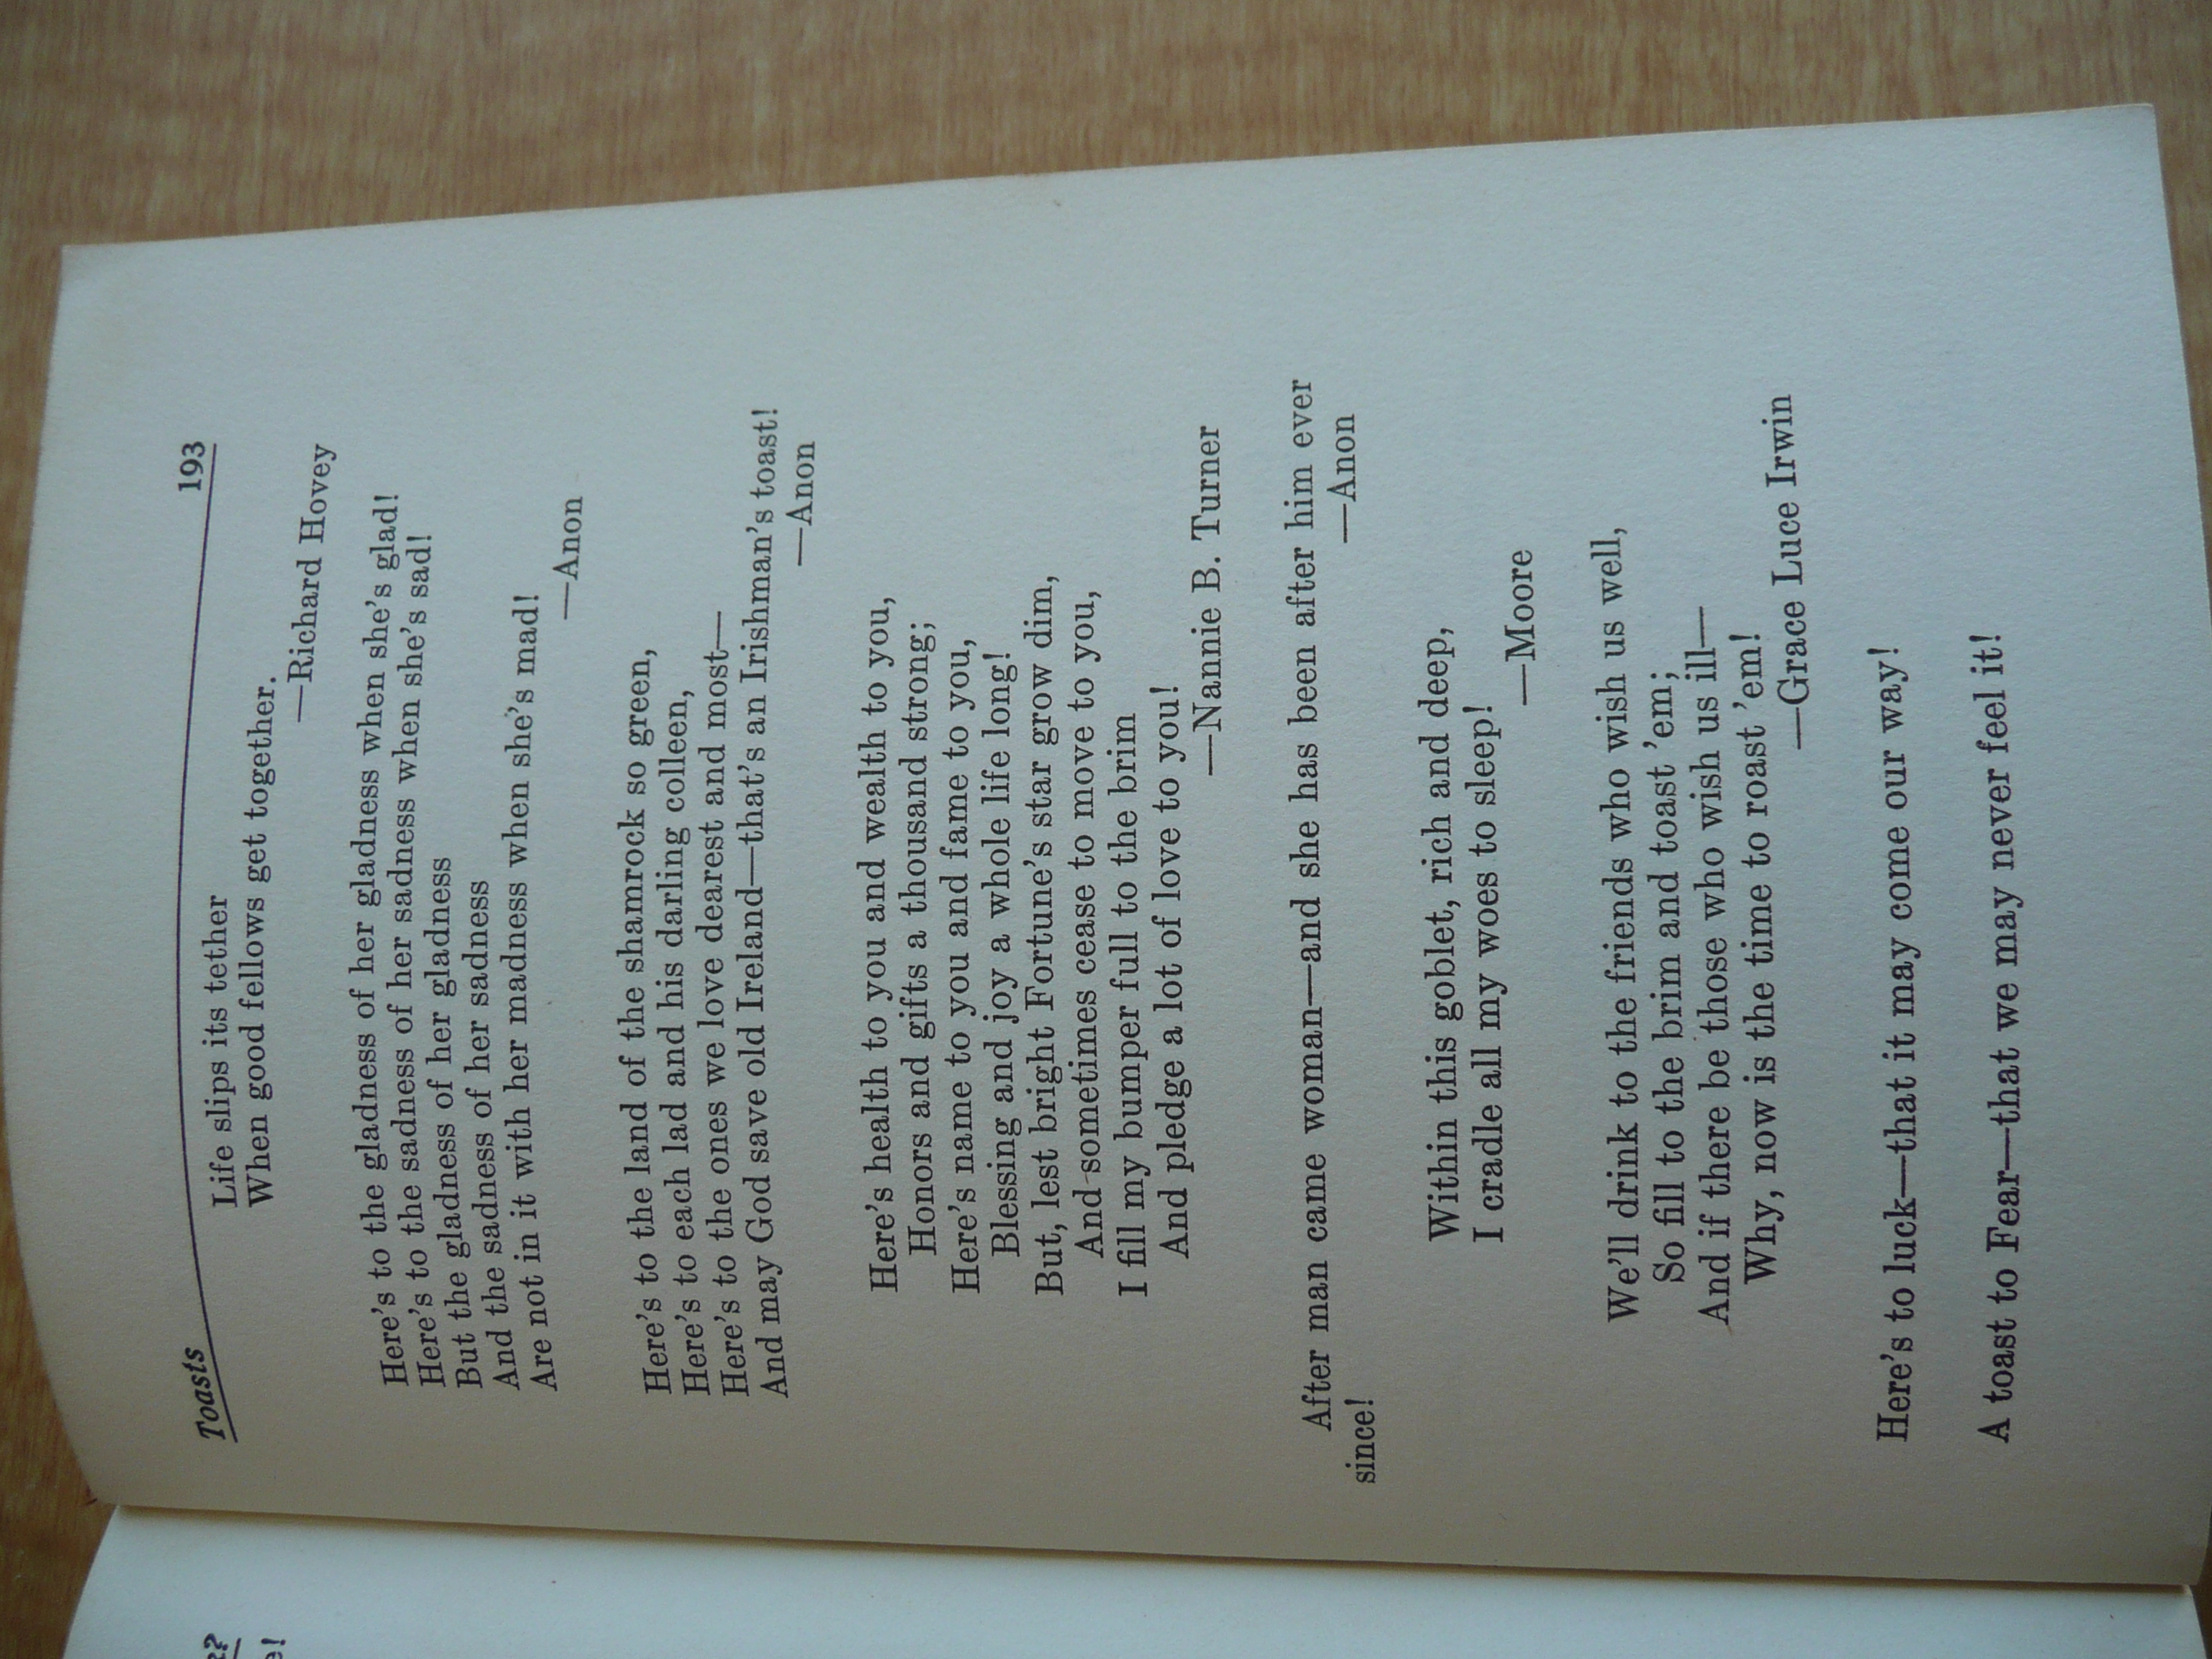 Toasts 193
Life slips its tether
When good fellows get together.
—Richard Hovey
Here's to the gladness of her gladness when she's glad!
Here's to the sadness of her sadness when she's sad!
But the gladness of her gladness
And the sadness of her sadness
Are not in it with her madness when she's mad!
—Anon
Here's to the land of the shamrock so green,
Here's to each lad and his darling colleen,
Here's to the ones we love dearest and most—
And may God save old Ireland—that's an Irishman's toast!
—Anon
Here's health to you and wealth to you,
Honors and gifts a thousand strong;
Here's name to you and fame to you,
Blessing and joy a whole life long!
But, lest bright Fortune's star grow dim,
And sometimes cease to move to you,
I fill my bumper full to the brim
And pledge a lot of love to you!
—Nannie B. Turner
After man came woman—and she has been after him ever
since! —Anon
Within this goblet, rich and deep,
I cradle all my woes to sleep!
—Moore
We'll drink to the friends who wish us well,
So fill to the brim and toast 'em;
And if there be those who wish us ill—
Why, now is the time to roast 'em!
—Grace Luce Irwin
Here's to luck—that it may come our way!
A toast to Fear—that we may never feel it!